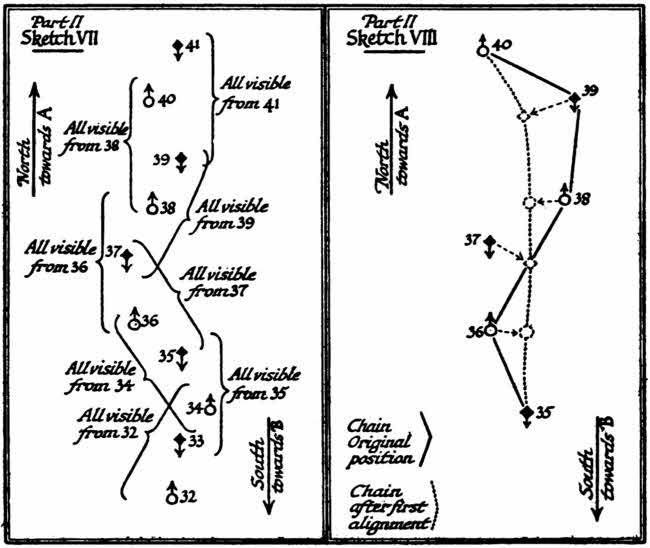 Part II
Sketch VII
41
40
All visible
from 41
All visible
from 38
North
towards A
39
38
All visible
from 39
All visible
from 36
37
All visible
from 37
36
35
All visible
from 34
All visible
from 35
34
All visible
from 32
33
32
South
towards B
Part II
Sketch VIII
40
39
North
towards A
38
37
36
35
Chain
Original
position
Chain
after first
alignment
South
towards B